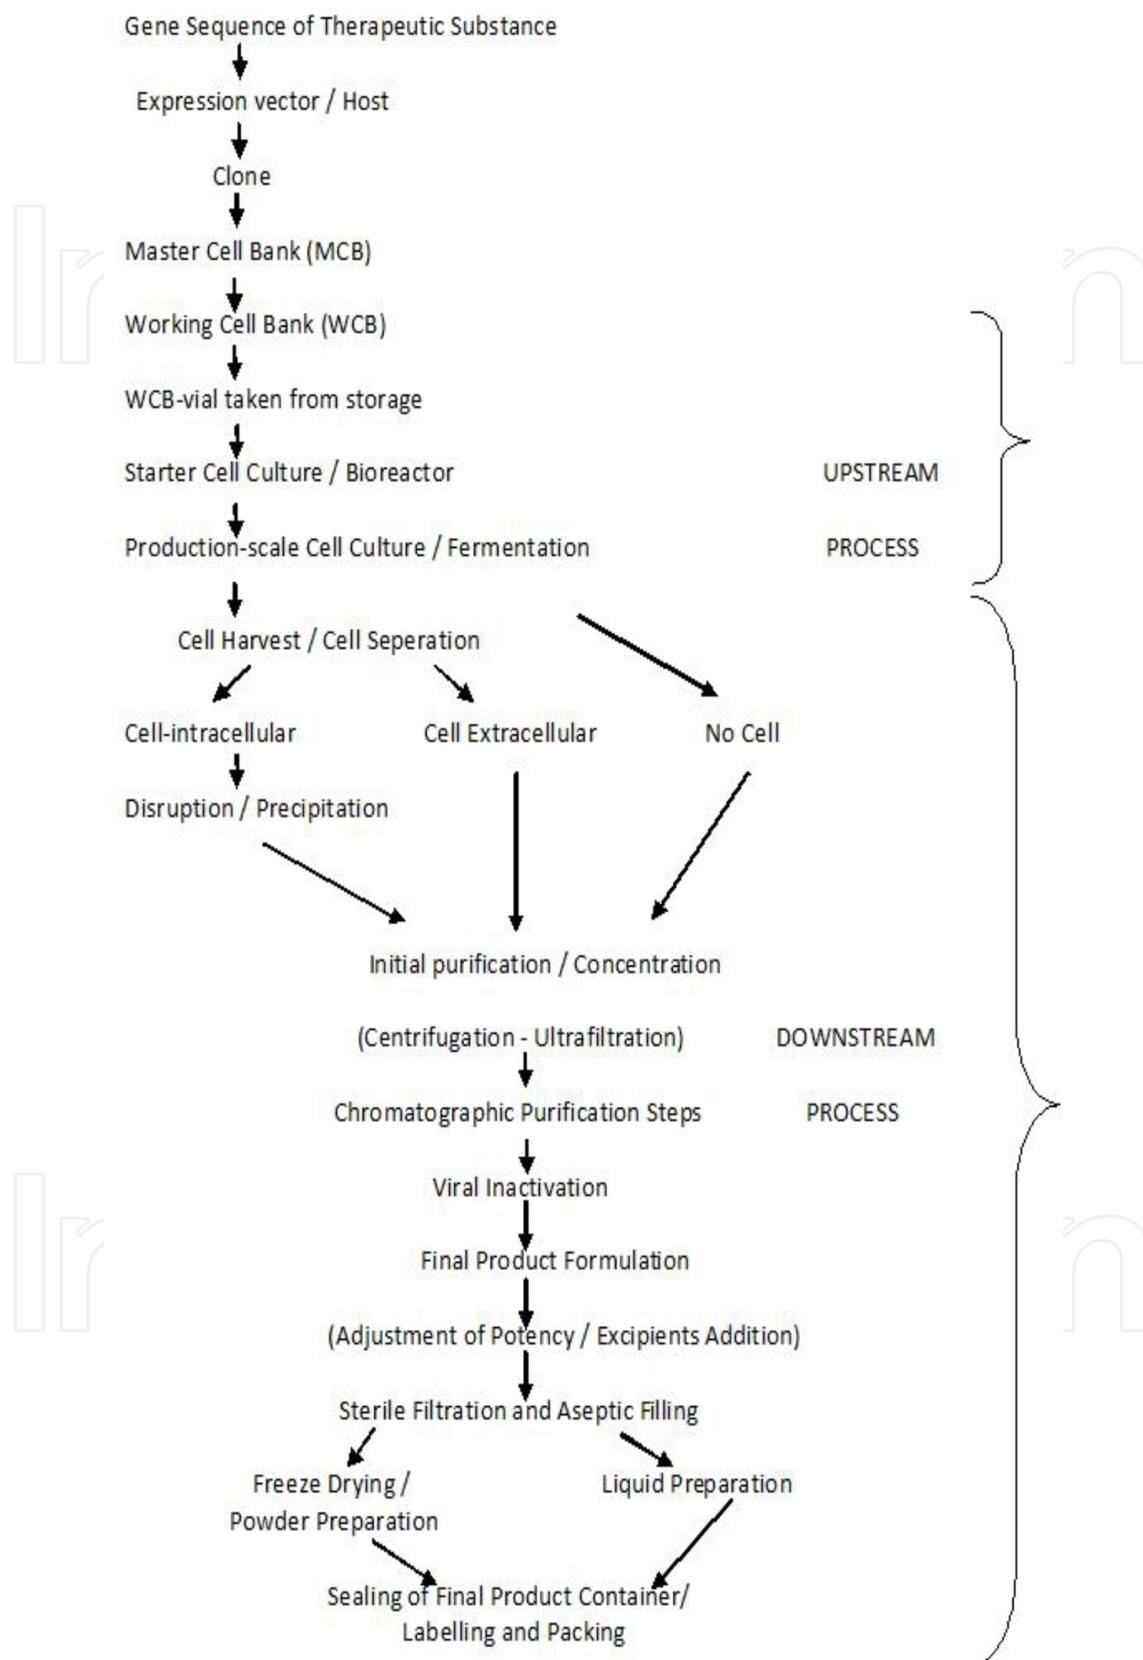 Gene Sequence of Therapeutic Substance
Expression vector / Host
Clone
Master Cell Bank (MCB)
Working Cell Bank (WCB)
WCB-vial taken from storage
Starter Cell Culture / Bioreactor
UPSTREAM
Production-scale Cell Culture / Fermentation
PROCESS
Cell Harvest / Cell Seperation
Cell-intracellular
Cell Extracellular
No Cell
Disruption / Precipitation
Initial purification / Concentration
(Centrifugation - Ultrafiltration)
DOWNSTREAM
Chromatographic Purification Steps
PROCESS
Viral Inactivation
Final Product Formulation
(Adjustment of Potency / Excipients Addition)
Sterile Filtration and Aseptic Filling
Freeze Drying /
Powder Preparation
Liquid Preparation
Sealing of Final Product Container/
Labelling and Packing